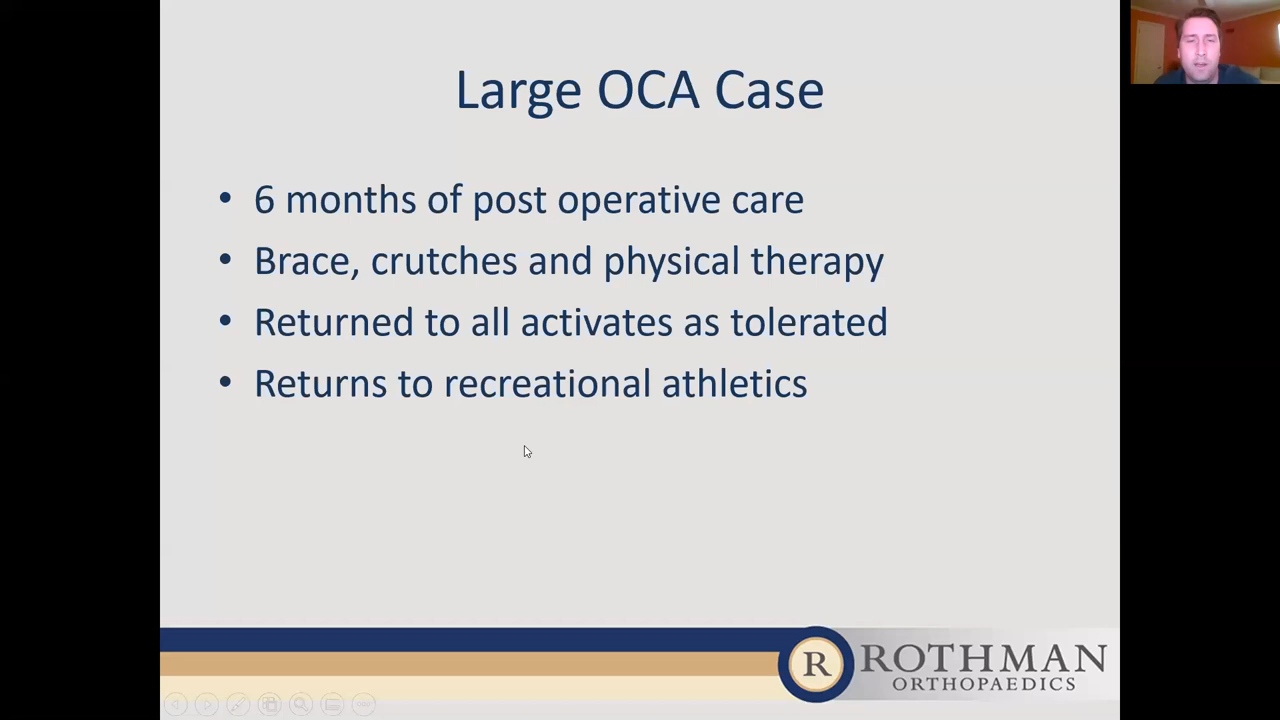 Large OCA Case
• 6 months of post operative care
• Brace, crutches and physical therapy
• Returned to all activates as tolerated
• Returns to recreational athletics
R ROTHMAN
ORTHOPAEDICS